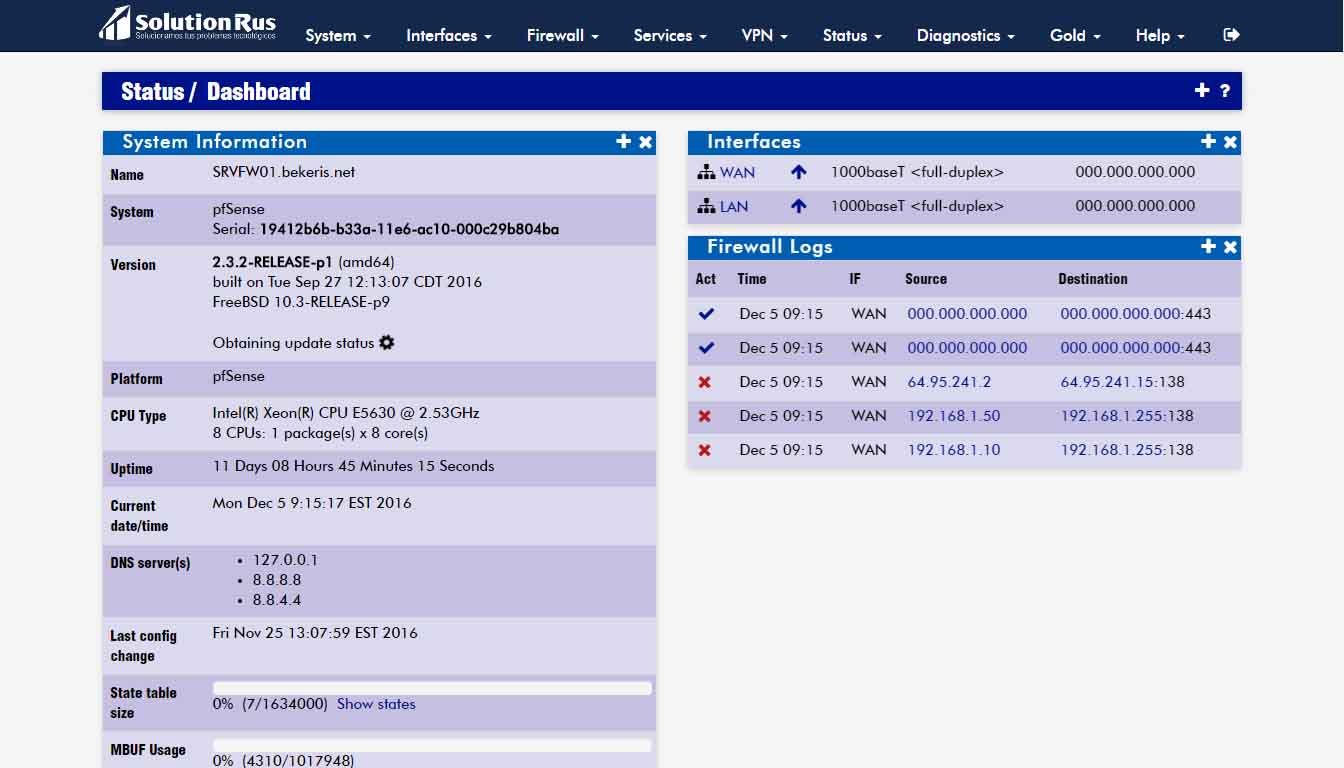 SolutionRus
Solucionamos tus problemas tecnológicos
System Interfaces Firewall Services VPN Status Diagnostics Gold Help
Status / Dashboard
?
System Information
Name SRVFW01.bekeris.net
System pfSense
Serial: 19412b6b-b33a-11e6-ac10-000c29b804ba
Version 2.3.2-RELEASE-p1 (amd64)
built on Tue Sep 27 12:13:07 CDT 2016
FreeBSD 10.3-RELEASE-p9
Obtaining update status
Platform pfSense
CPU Type Intel(R) Xeon(R) CPU E5630 @ 2.53GHz
8 CPUs: 1 package(s) x 8 core(s)
Uptime 11 Days 08 Hours 45 Minutes 15 Seconds
Current Mon Dec 5 9:15:17 EST 2016
date/time
DNS server(s) • 127.0.0.1
• 8.8.8.8
• 8.8.4.4
Last config Fri Nov 25 13:07:59 EST 2016
change
State table
size 0% (7/1634000) Show states
MBUF Usage
0% (4310/1017948)
Interfaces
WAN 1000baseT <full-duplex> 000.000.000.000
LAN 1000baseT <full-duplex> 000.000.000.000
Firewall Logs
Act Time IF Source Destination
Dec 5 09:15 WAN 000.000.000.000 000.000.000.000:443
Dec 5 09:15 WAN 000.000.000.000 000.000.000.000:443
Dec 5 09:15 WAN 64.95.241.2 64.95.241.15:138
Dec 5 09:15 WAN 192.168.1.50 192.168.1.255:138
Dec 5 09:15 WAN 192.168.1.10 192.168.1.255:138